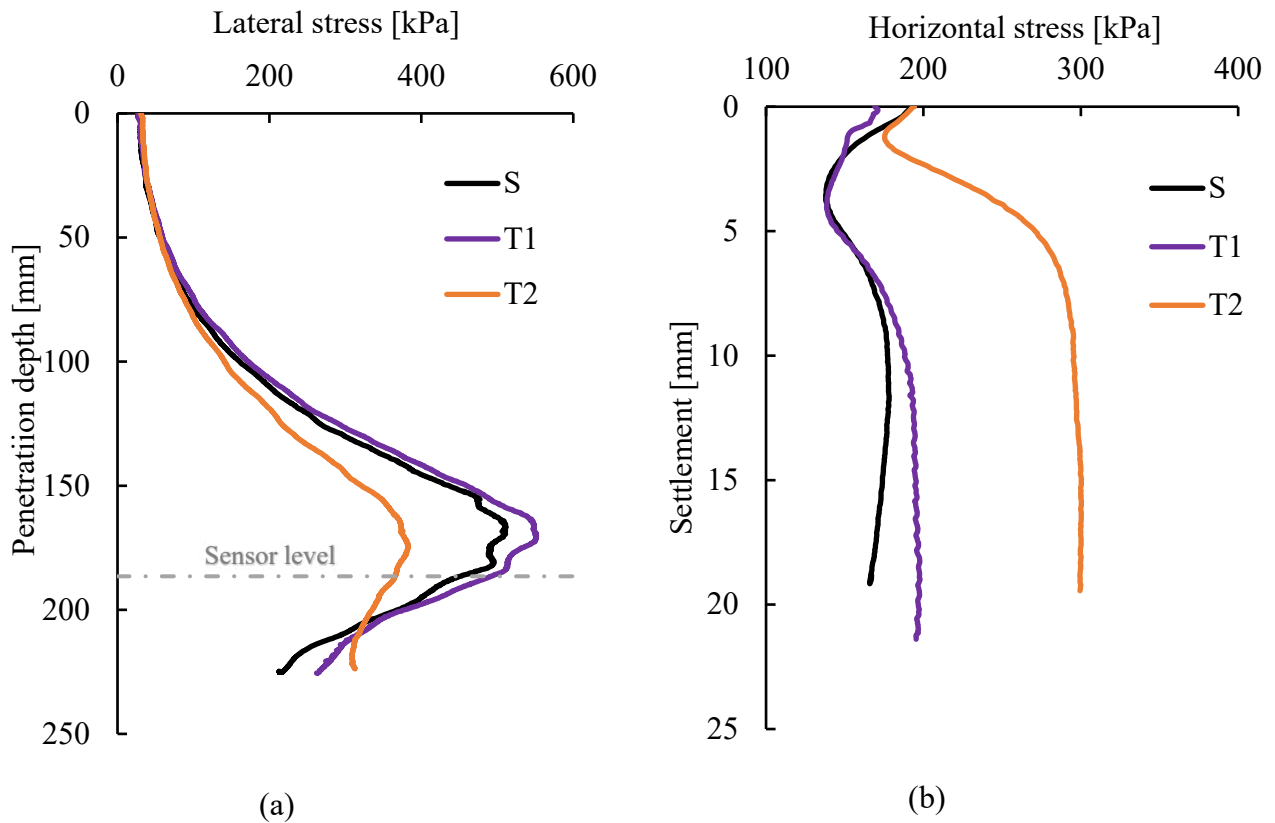 Lateral stress [kPa]
0 200 400 600
0
50
100
150
200
250
Penetratiion depth [mm]
S
T1
T2
Sensor level
(a)
Horizontal stress [kPa]
100 200 300 400
0
5
10
15
20
25
Settlement [mm]
S
T1
T2
(b)